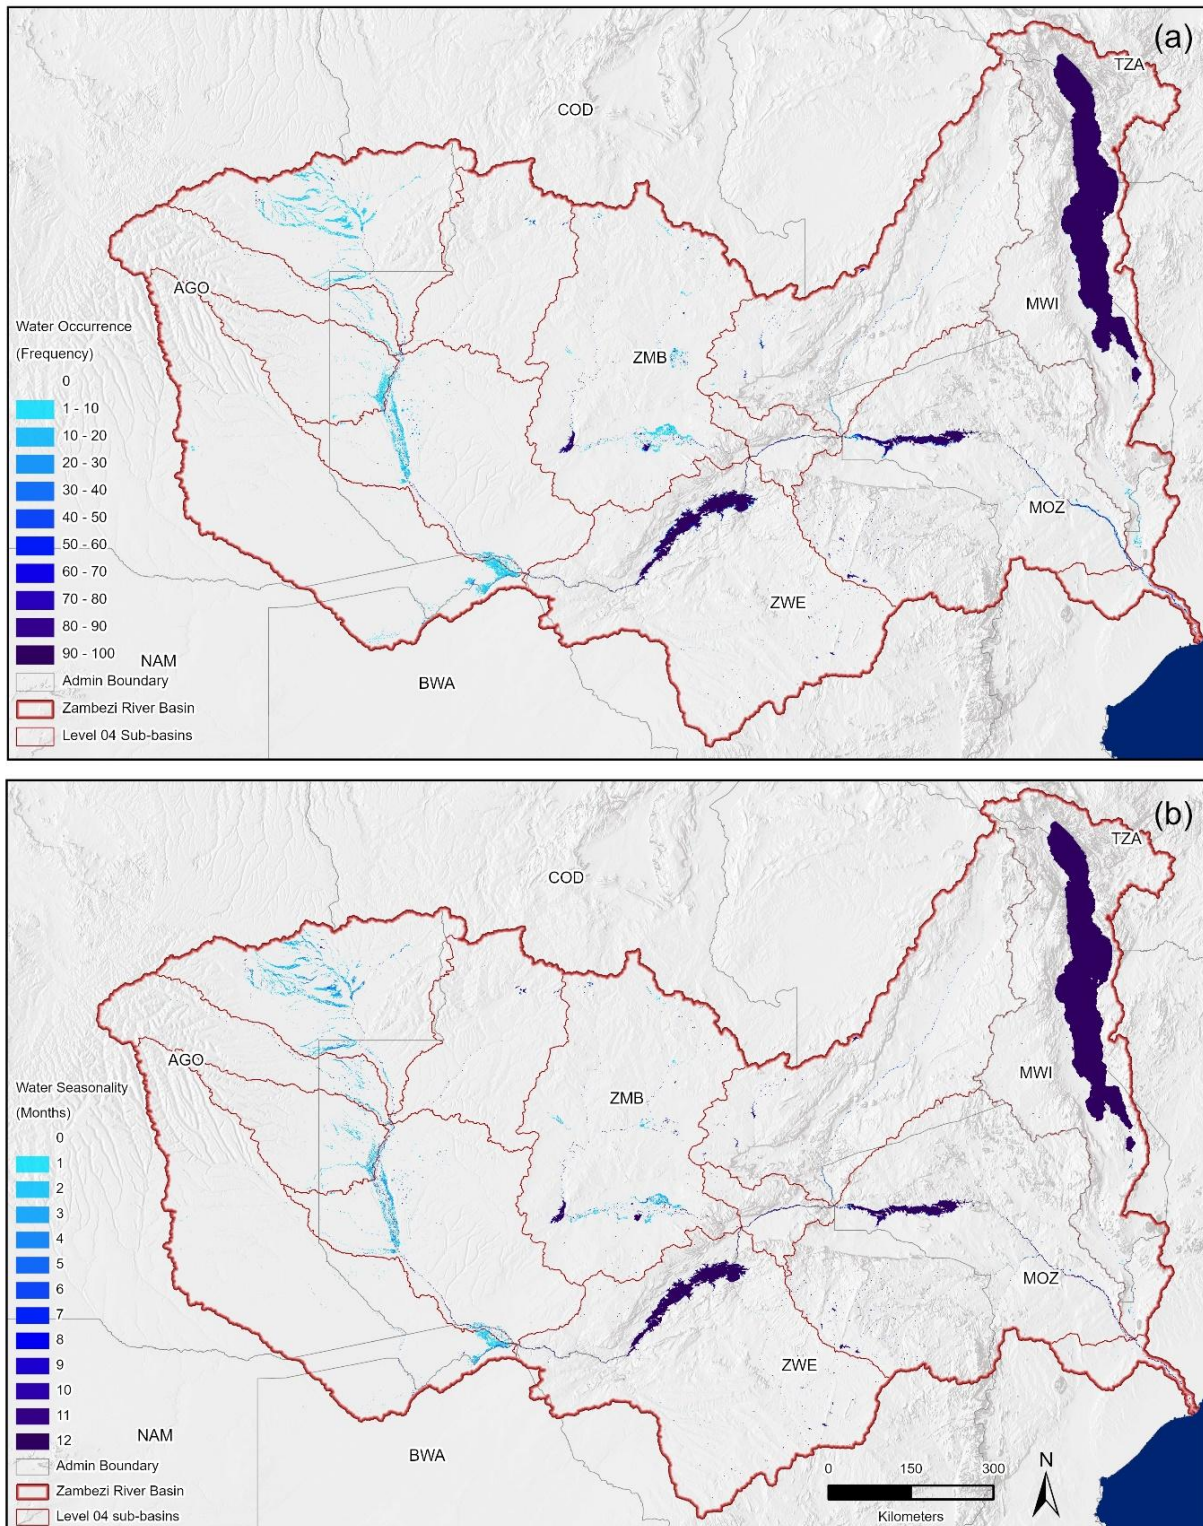 (a)
TZA
COD
AGO
MWI
Water Occurrence
(Frequency)
ZMB
0
1 - 10
10 - 20
20 - 30
30 - 40
40 - 50
50 - 60
60 - 70
70 - 80
80 - 90
90 - 100
MOZ
ZWE
NAM
BWA
Admin Boundary
Zambezi River Basin
Level 04 Sub-basins
(b)
TZA
COD
AGO
MWI
Water Seasonality
(Months)
ZMB
0
1
2
3
4
5
6
7
8
9
10
11
12
MOZ
ZWE
NAM
BWA
Admin Boundary
Zambezi River Basin
Level 04 sub-basins
0 150 300
Kilometers
N